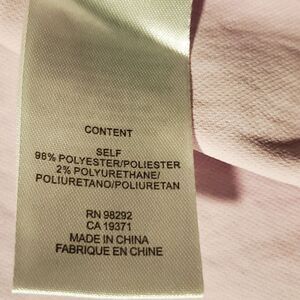 CONTENT
SELF
98% POLYESTER/POLIESTER
2% POLYURETHANE/
POLIURETANO/POLIURETAN
RN 98292
CA 19371
MADE IN CHINA
FABRIQUE EN CHINE